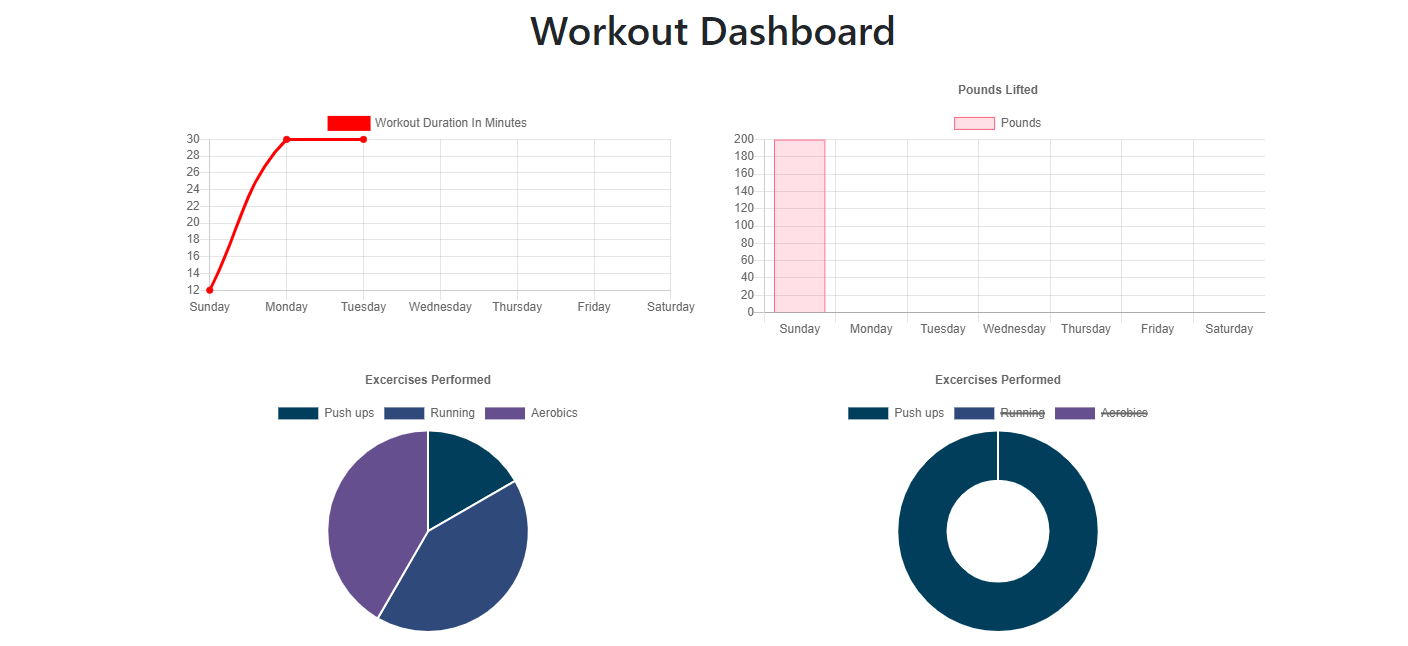 Workout Dashboard
Workout Duration In Minutes
30
28
26
24
22
20
18
16
14
12
Sunday Monday Tuesday Wednesday Thursday Friday Saturday
Pounds Lifted
Pounds
200
180
160
140
120
100
80
60
40
20
0
Sunday Monday Tuesday Wednesday Thursday Friday Saturday
Excercises Performed
Push ups Running Aerobics
Excercises Performed
Push ups Running Aerobics